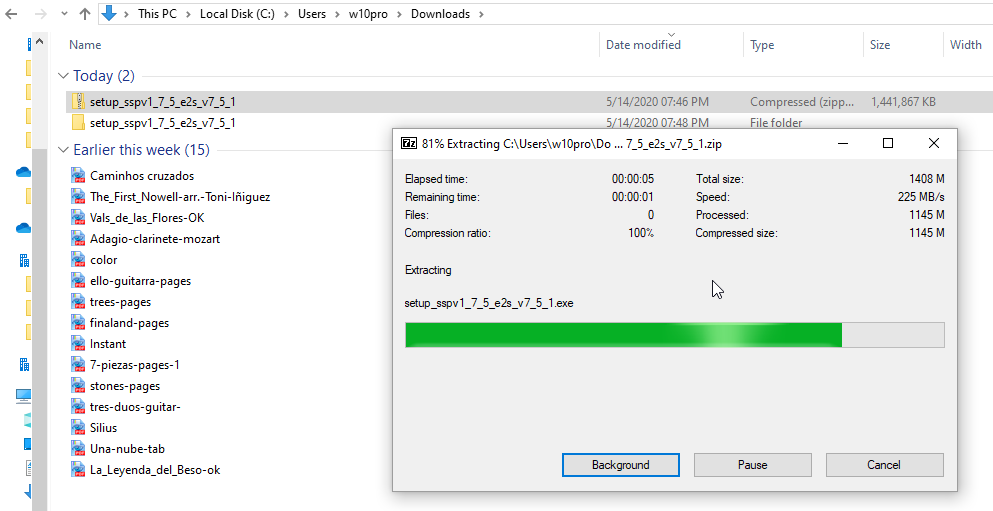 This PC > Local Disk (C:) > Users > w10pro > Downloads >
Name Date modified Type Size Width
Today (2)
setup_sspv1_7_5_e2s_v7_5_1 5/14/2020 07:46 PM Compressed (zipp... 1,441,867 KB
setup_sspv1_7_5_e2s_v7_5_1 5/14/2020 07:48 PM File folder
Earlier this week (15)
Caminhos cruzados
The_First_Nowell-arr.-Toni-Iñiguez
Vals_de_las_Flores-OK
Adagio-clarinete-mozart
color
ello-guitarra-pages
trees-pages
finaland-pages
Instant
7-piezas-pages-1
stones-pages
tres-duos-guitar-
Silius
Una-nube-tab
La_Leyenda_del_Beso-ok
7z 81% Extracting C:\Users\w10pro\Do ... 7_5_e2s_v7_5_1.zip
Elapsed time: 00:00:05 Total size: 1408 M
Remaining time: 00:00:01 Speed: 225 MB/s
Files: 0 Processed: 1145 M
Compression ratio: 100% Compressed size: 1145 M
Extracting
setup_sspv1_7_5_e2s_v7_5_1.exe
Background Pause Cancel